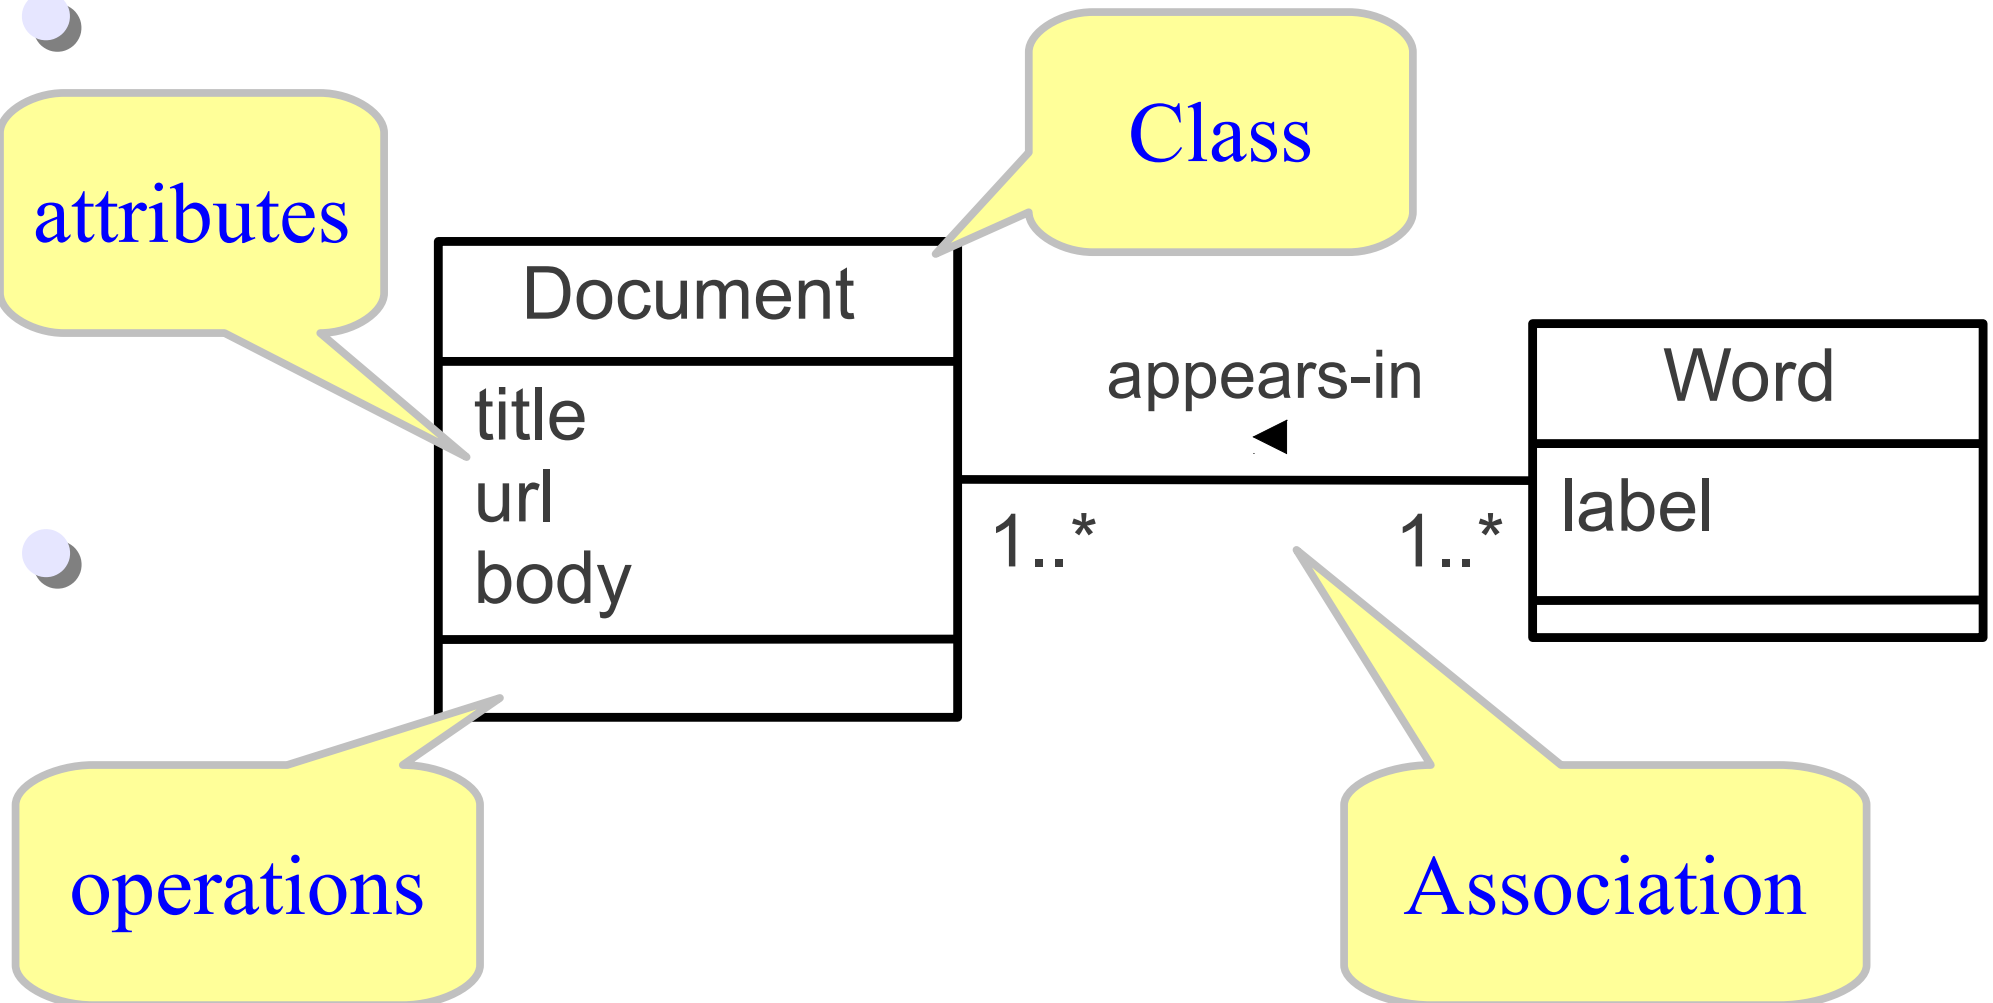 Class
attributes
Document
title
url
body
appears-in
1..*
1..*
Word
label
operations
Association